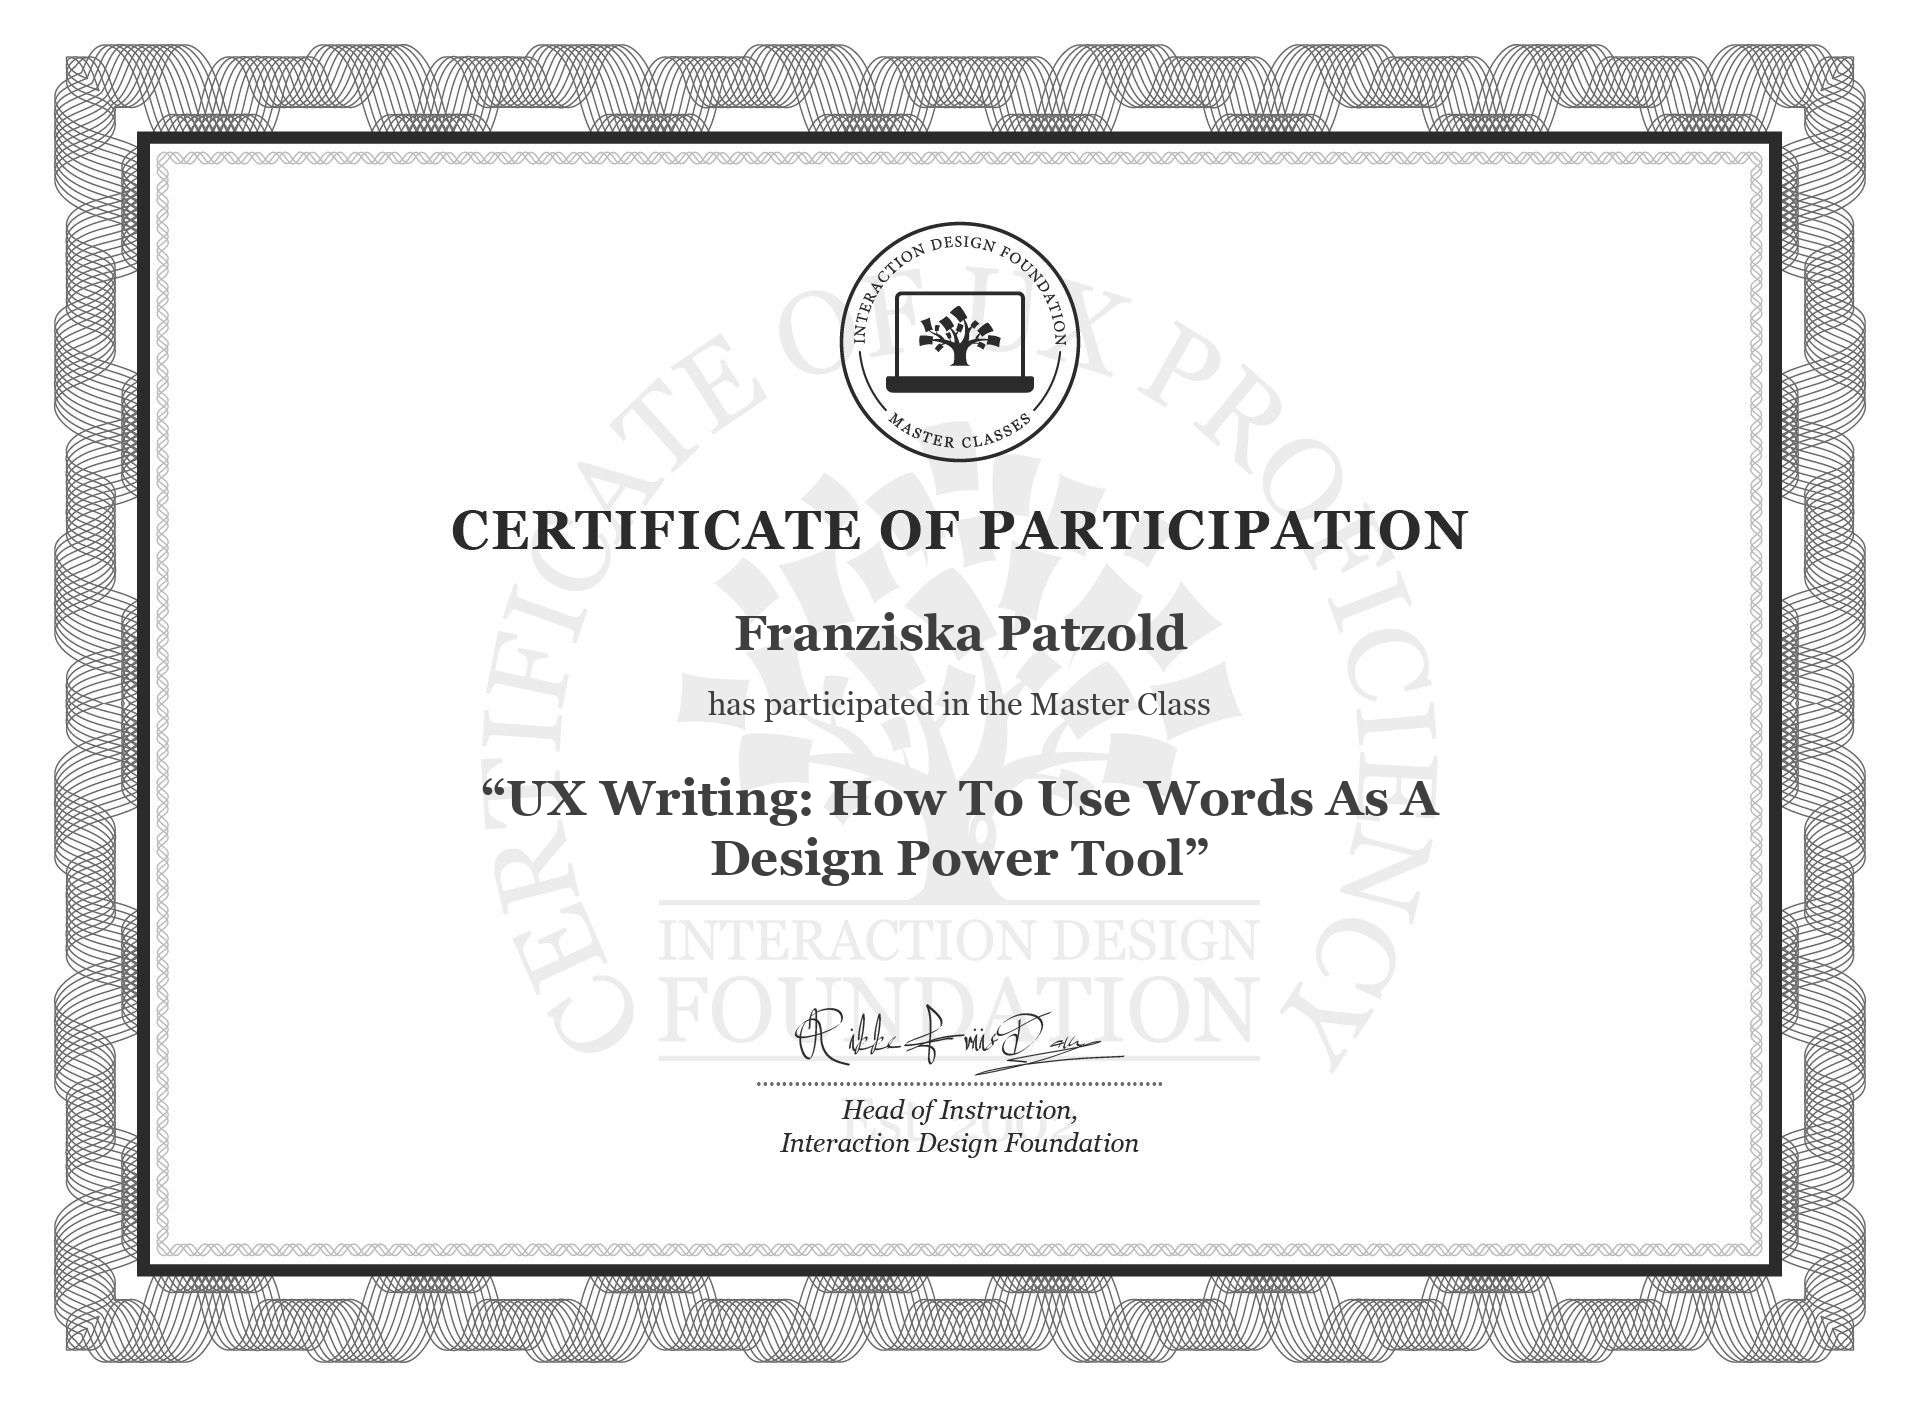 INTERACTION DESIGN FOUNDATION
MASTER CLASSES
CERTIFICATE OF UX PROFICIENCY
CERTIFICATE OF PARTICIPATION
Franziska Patzold
has participated in the Master Class
“UX Writing: How To Use Words As A
Design Power Tool”
INTERACTION DESIGN
FOUNDATION
Rikke Friis Dam
Est. 2002
Head of Instruction,
Interaction Design Foundation